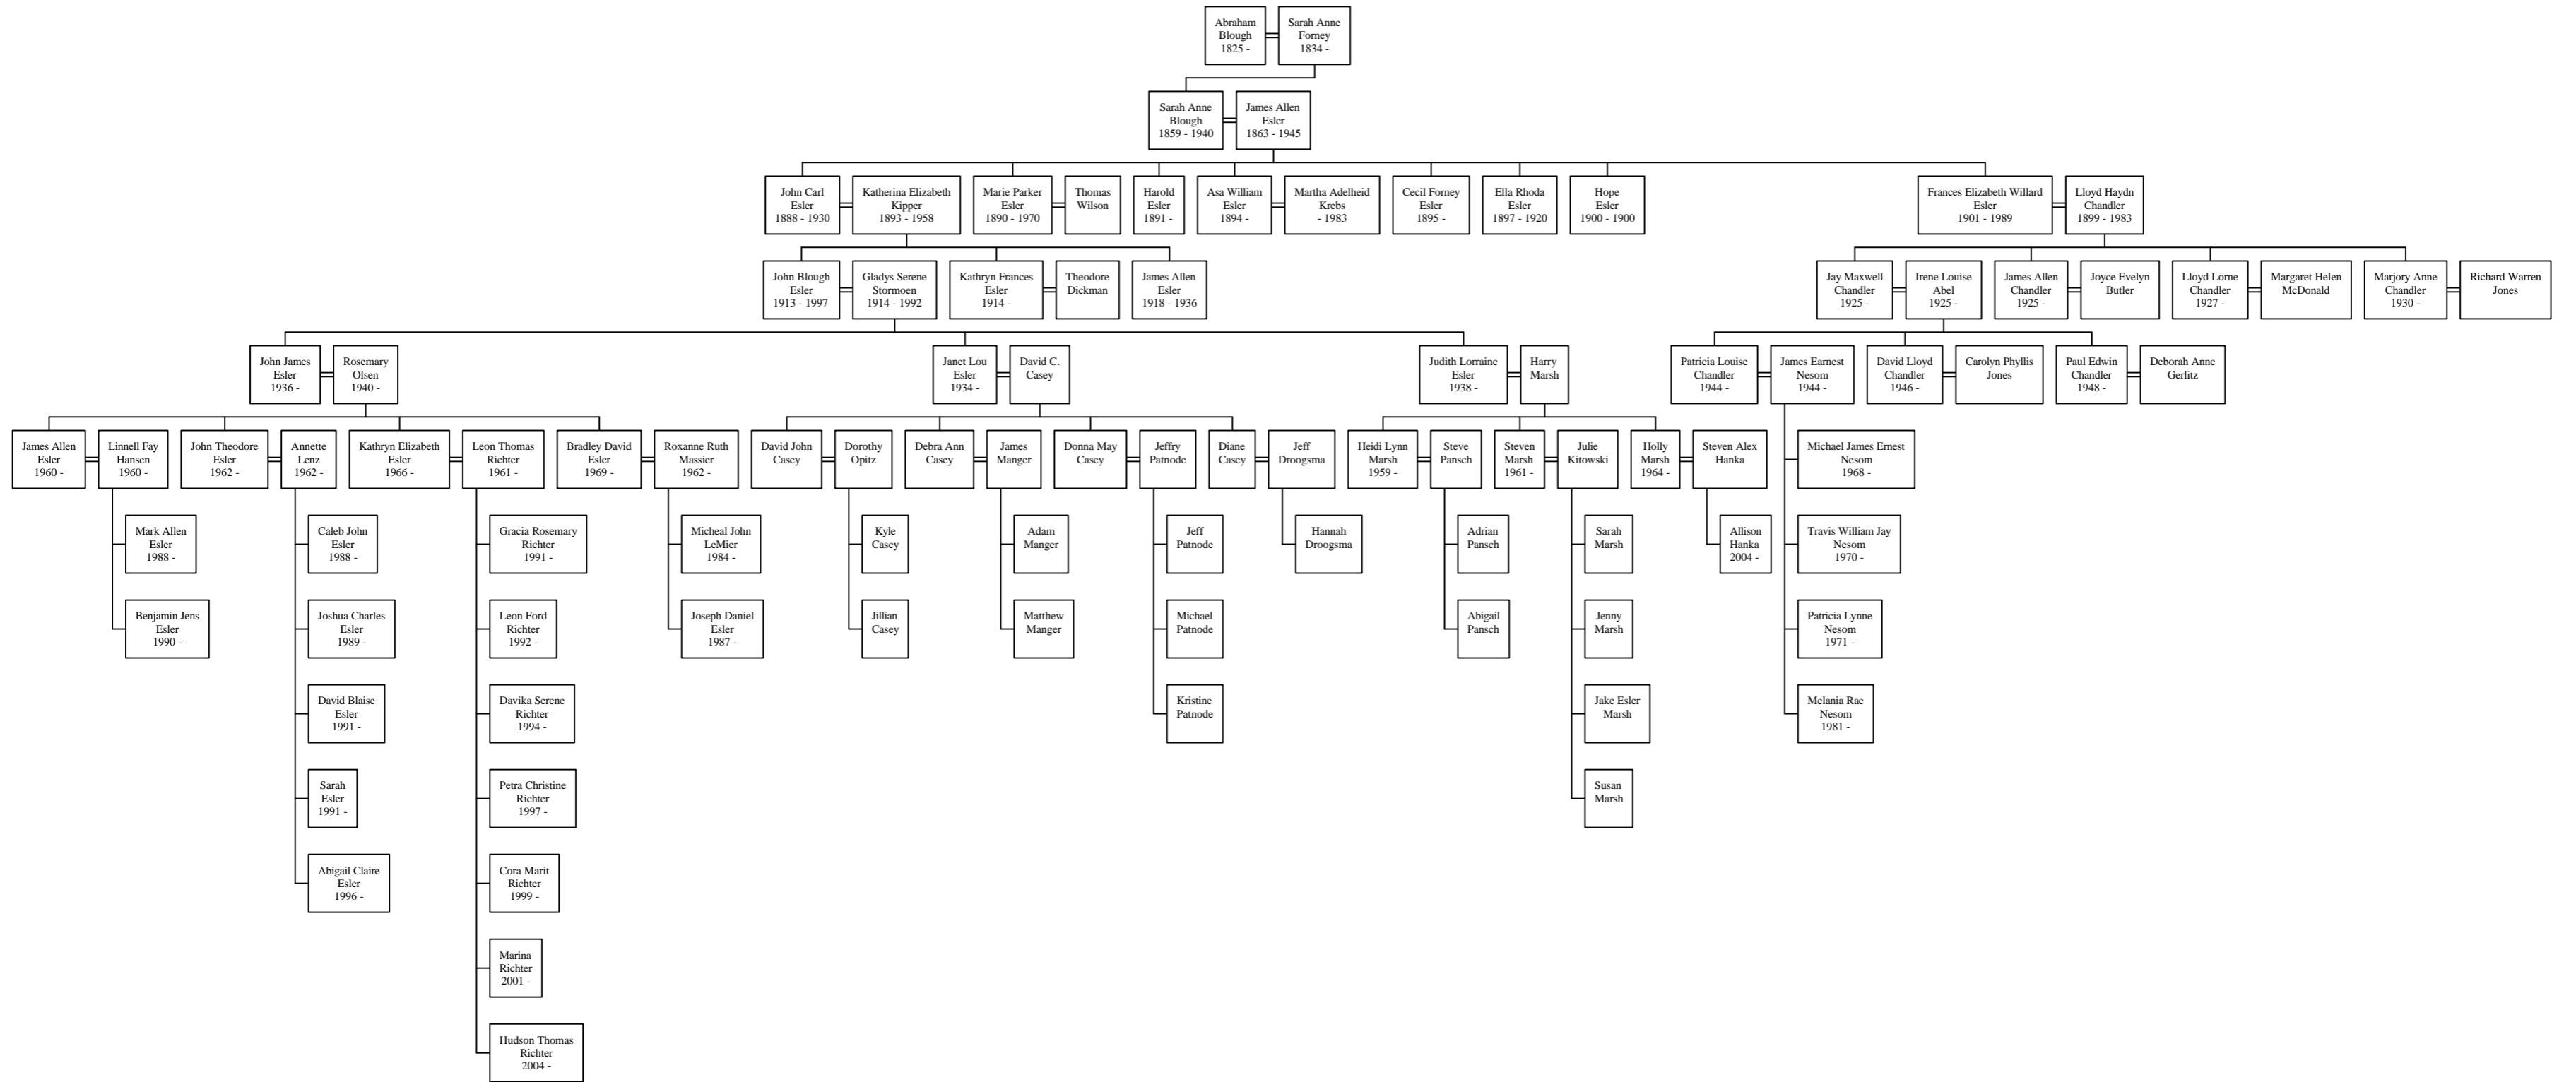 Abraham
Blough
1825 -
Sarah Anne
Forney
1834 -
Sarah Anne
Blough
1859 - 1940
James Allen
Esler
1863 - 1945
John Carl
Esler
1888 - 1930
Katherina Elizabeth
Kipper
1893 - 1958
Marie Parker
Esler
1890 - 1970
Thomas
Wilson
Harold
Esler
1891 -
Asa William
Esler
1894 -
Martha Adelheid
Krebs
- 1983
Cecil Forney
Esler
1895 -
Ella Rhoda
Esler
1897 - 1920
Hope
Esler
1900 - 1900
Frances Elizabeth Willard
Esler
1901 - 1989
Lloyd Haydn
Chandler
1899 - 1983
John Blough
Esler
1913 - 1997
Gladys Serene
Stormoen
1914 - 1992
Kathryn Frances
Esler
1914 -
Theodore
Dickman
James Allen
Esler
1918 - 1936
Jay Maxwell
Chandler
1925 -
Irene Louise
Abel
1925 -
James Allen
Chandler
1925 -
Joyce Evelyn
Butler
Lloyd Lorne
Chandler
1927 -
Margaret Helen
McDonald
Marjory Anne
Chandler
1930 -
Richard Warren
Jones
John James
Esler
1936 -
Rosemary
Olsen
1940 -
Janet Lou
Esler
1934 -
David C.
Casey
Judith Lorraine
Esler
1938 -
Harry
Marsh
Patricia Louise
Chandler
1944 -
James Earnest
Nesom
1944 -
David Lloyd
Chandler
1946 -
Carolyn Phyllis
Jones
Paul Edwin
Chandler
1948 -
Deborah Anne
Gerlitz
James Allen
Esler
1960 -
Linnell Fay
Hansen
1960 -
John Theodore
Esler
1962 -
Annette
Lenz
1962 -
Kathryn Elizabeth
Esler
1966 -
Leon Thomas
Richter
1961 -
Bradley David
Esler
1969 -
Roxanne Ruth
Massier
1962 -
David John
Casey
Dorothy
Opitz
Debra Ann
Casey
James
Manger
Donna May
Casey
Jeffry
Patnode
Diane
Casey
Jeff
Droogsma
Heidi Lynn
Marsh
1959 -
Steve
Pansch
Steven
Marsh
1961 -
Julie
Kitowski
Holly
Marsh
1964 -
Steven Alex
Hanka
Michael James Ernest
Nesom
1968 -
Mark Allen
Esler
1988 -
Caleb John
Esler
1988 -
Gracia Rosemary
Richter
1991 -
Micheal John
LeMier
1984 -
Kyle
Casey
Adam
Manger
Jeff
Patnode
Hannah
Droogsma
Adrian
Pansch
Sarah
Marsh
Allison
Hanka
2004 -
Travis William Jay
Nesom
1970 -
Benjamin Jens
Esler
1990 -
Joshua Charles
Esler
1989 -
Leon Ford
Richter
1992 -
Joseph Daniel
Esler
1987 -
Jillian
Casey
Matthew
Manger
Michael
Patnode
Abigail
Pansch
Jenny
Marsh
Patricia Lynne
Nesom
1971 -
David Blaise
Esler
1991 -
Davika Serene
Richter
1994 -
Kristine
Patnode
Jake Esler
Marsh
Melania Rae
Nesom
1981 -
Sarah
Esler
1991 -
Petra Christine
Richter
1997 -
Susan
Marsh
Abigail Claire
Esler
1996 -
Cora Marit
Richter
1999 -
Marina
Richter
2001 -
Hudson Thomas
Richter
2004 -